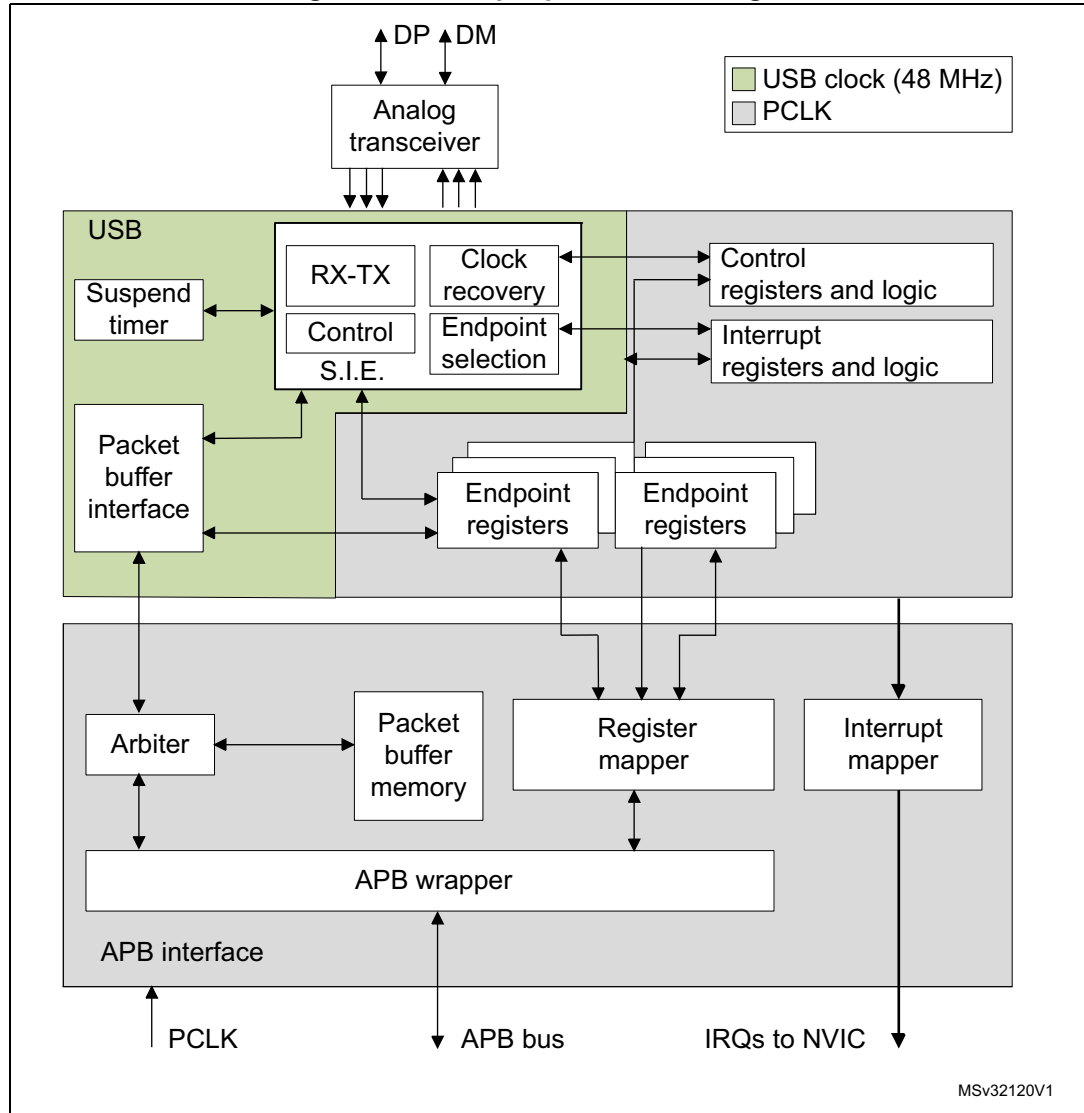 DP DM
USB clock (48 MHz)
PCLK
Analog
transceiver
USB
RX-TX
Clock
recovery
Control
registers and logic
Suspend
timer
Control
Endpoint
selection
S.I.E.
Interrupt
registers and logic
Packet
buffer
interface
Endpoint
registers
Endpoint
registers
Arbiter
Packet
buffer
memory
Register
mapper
Interrupt
mapper
APB wrapper
APB interface
PCLK
APB bus
IRQs to NVIC
MSv32120V1